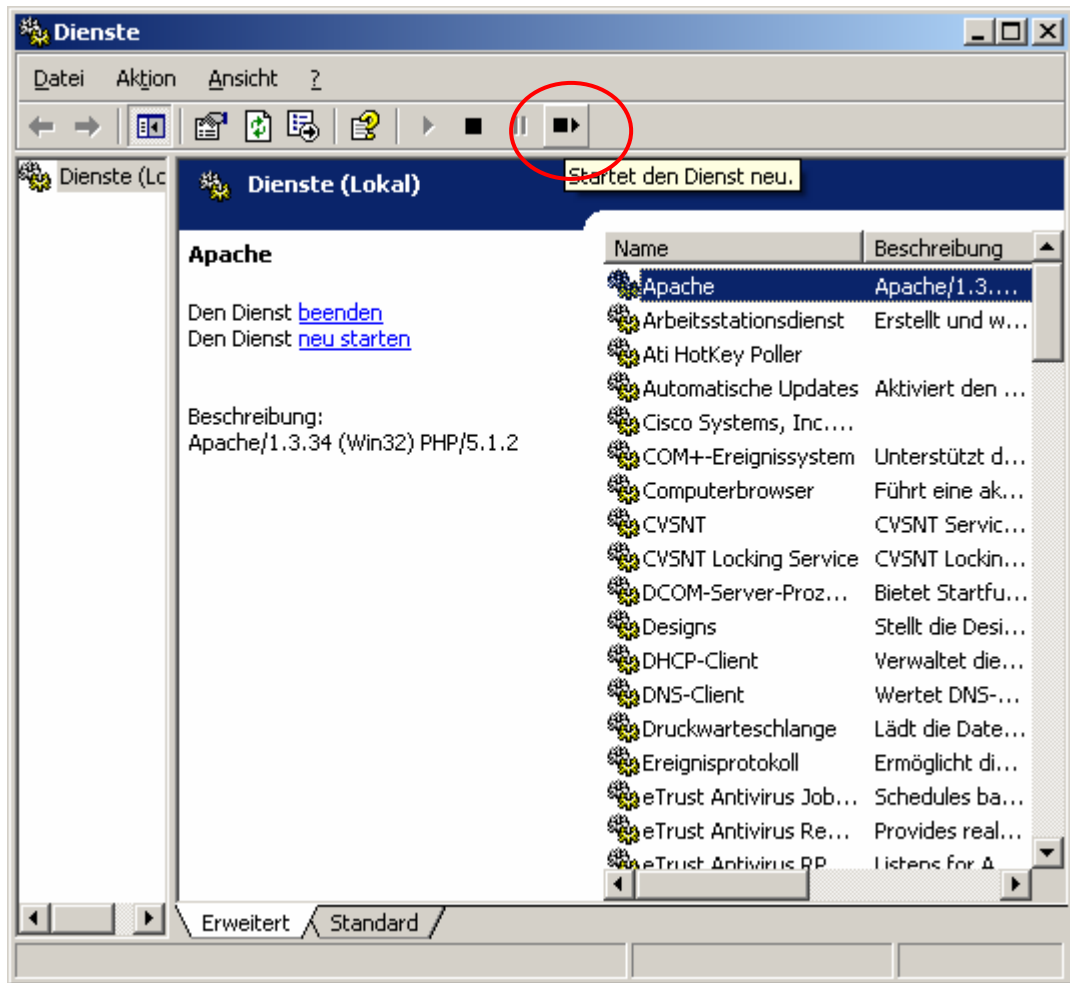 Dienste
Datei Aktion Ansicht ?
Startet den Dienst neu.
Dienste (Lc
Dienste (Lokal)
Apache
Den Dienst beenden
Den Dienst neu starten
Beschreibung:
Apache/1.3.34 (Win32) PHP/5.1.2
Name Beschreibung
Apache Apache/1.3....
Arbeitsstationsdienst Erstellt und w...
Ati HotKey Poller
Automatische Updates Aktiviert den ...
Cisco Systems, Inc....
COM+-Ereignissystem Unterstützt d...
Computerbrowser Führt eine ak...
CVSNT CVSNT Servic...
CVSNT Locking Service CVSNT Lockin...
DCOM-Server-Proz... Bietet Startfu...
Designs Stellt die Desi...
DHCP-Client Verwaltet die...
DNS-Client Wertet DNS-...
Druckwarteschlange Lädt die Date...
Ereignisprotokoll Ermöglicht di...
eTrust Antivirus Job... Schedules ba...
eTrust Antivirus Re... Provides real...
eTrust Antivirus RP Listens for A
Erweitert Standard